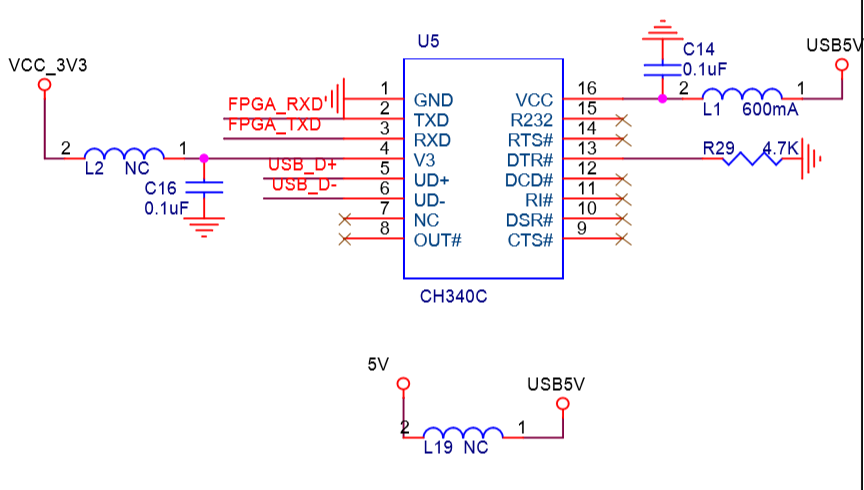 U5
C14
0.1uF
USB5V
VCC_3V3
1
16
2
1
FPGA_RXD
GND
VCC
2
15
L1
600mA
FPGA_TXD
TXD
R232
3
14
RXD
RTS#
2
1
4
13
R29
4.7K
V3
DTR#
L2
NC
USB_D+
5
12
UD+
DCD#
C16
USB_D-
6
11
UD-
RI#
0.1uF
7
10
NC
DSR#
8
9
OUT#
CTS#
CH340C
5V
USB5V
2
1
L19
NC